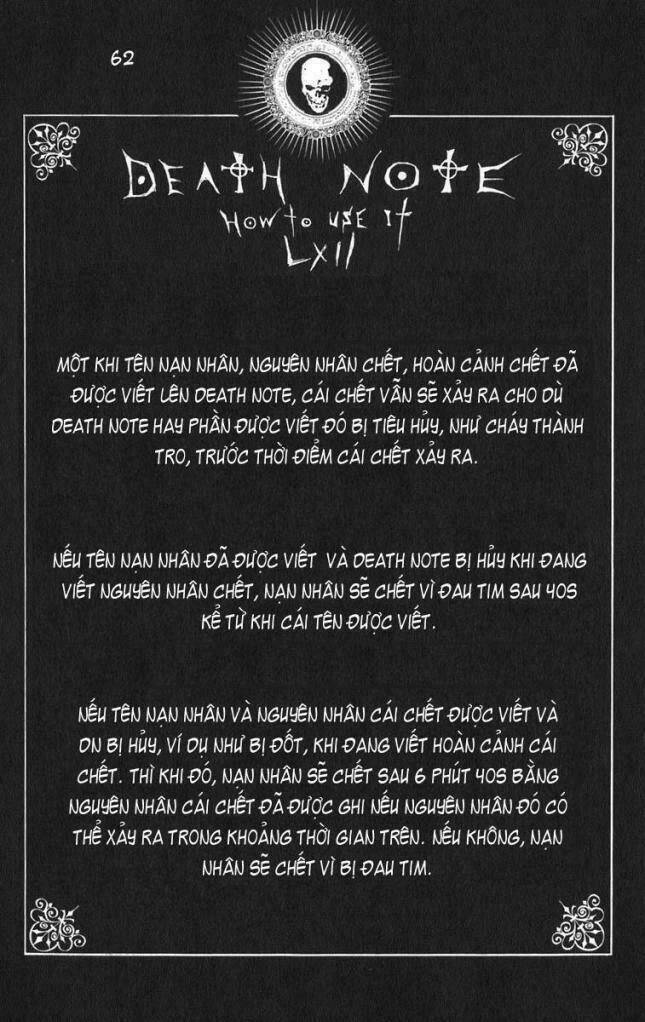 62
DEATH NOTE
HOW TO USE IT
LXII
MỘT KHI TÊN NẠN NHÂN, NGUYÊN NHÂN CHẾT, HOÀN CẢNH CHẾT ĐÃ
ĐƯỢC VIẾT LÊN DEATH NOTE, CÁI CHẾT VẪN SẼ XẢY RA CHO DÙ
DEATH NOTE HAY PHẦN ĐƯỢC VIẾT ĐÓ BỊ TIÊU HỦY, NHƯ CHÁY THÀNH
TRO, TRƯỚC THỜI ĐIỂM CÁI CHẾT XẢY RA.
NẾU TÊN NẠN NHÂN ĐÃ ĐƯỢC VIẾT VÀ DEATH NOTE BỊ HỦY KHI ĐANG
VIẾT NGUYÊN NHÂN CHẾT, NẠN NHÂN SẼ CHẾT VÌ ĐAU TIM SAU 40S
KỂ TỪ KHI CÁI TÊN ĐƯỢC VIẾT.
NẾU TÊN NẠN NHÂN VÀ NGUYÊN NHÂN CÁI CHẾT ĐƯỢC VIẾT VÀ
DN BỊ HỦY, VÍ DỤ NHƯ BỊ ĐỐT, KHI ĐANG VIẾT HOÀN CẢNH CÁI
CHẾT. THÌ KHI ĐÓ, NẠN NHÂN SẼ CHẾT SAU 6 PHÚT 40S BẰNG
NGUYÊN NHÂN CÁI CHẾT ĐÃ ĐƯỢC GHI NẾU NGUYÊN NHÂN ĐÓ CÓ
THỂ XẢY RA TRONG KHOẢNG THỜI GIAN TRÊN. NẾU KHÔNG, NẠN
NHÂN SẼ CHẾT VÌ BỊ ĐAU TIM.